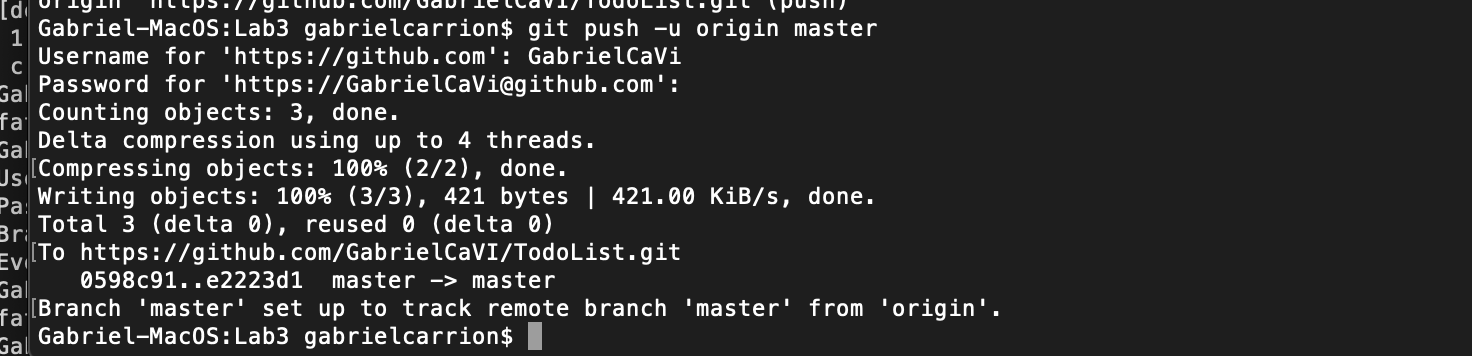 origin  https://github.com/GabrielCaVI/TodoList.git (push)
Gabriel-MacOS:Lab3 gabrielcarrion$ git push -u origin master
Username for 'https://github.com': GabrielCaVi
Password for 'https://GabrielCaVi@github.com':
Counting objects: 3, done.
Delta compression using up to 4 threads.
Compressing objects: 100% (2/2), done.
Writing objects: 100% (3/3), 421 bytes | 421.00 KiB/s, done.
Total 3 (delta 0), reused 0 (delta 0)
To https://github.com/GabrielCaVI/TodoList.git
   0598c91..e2223d1  master -> master
Branch 'master' set up to track remote branch 'master' from 'origin'.
Gabriel-MacOS:Lab3 gabrielcarrion$